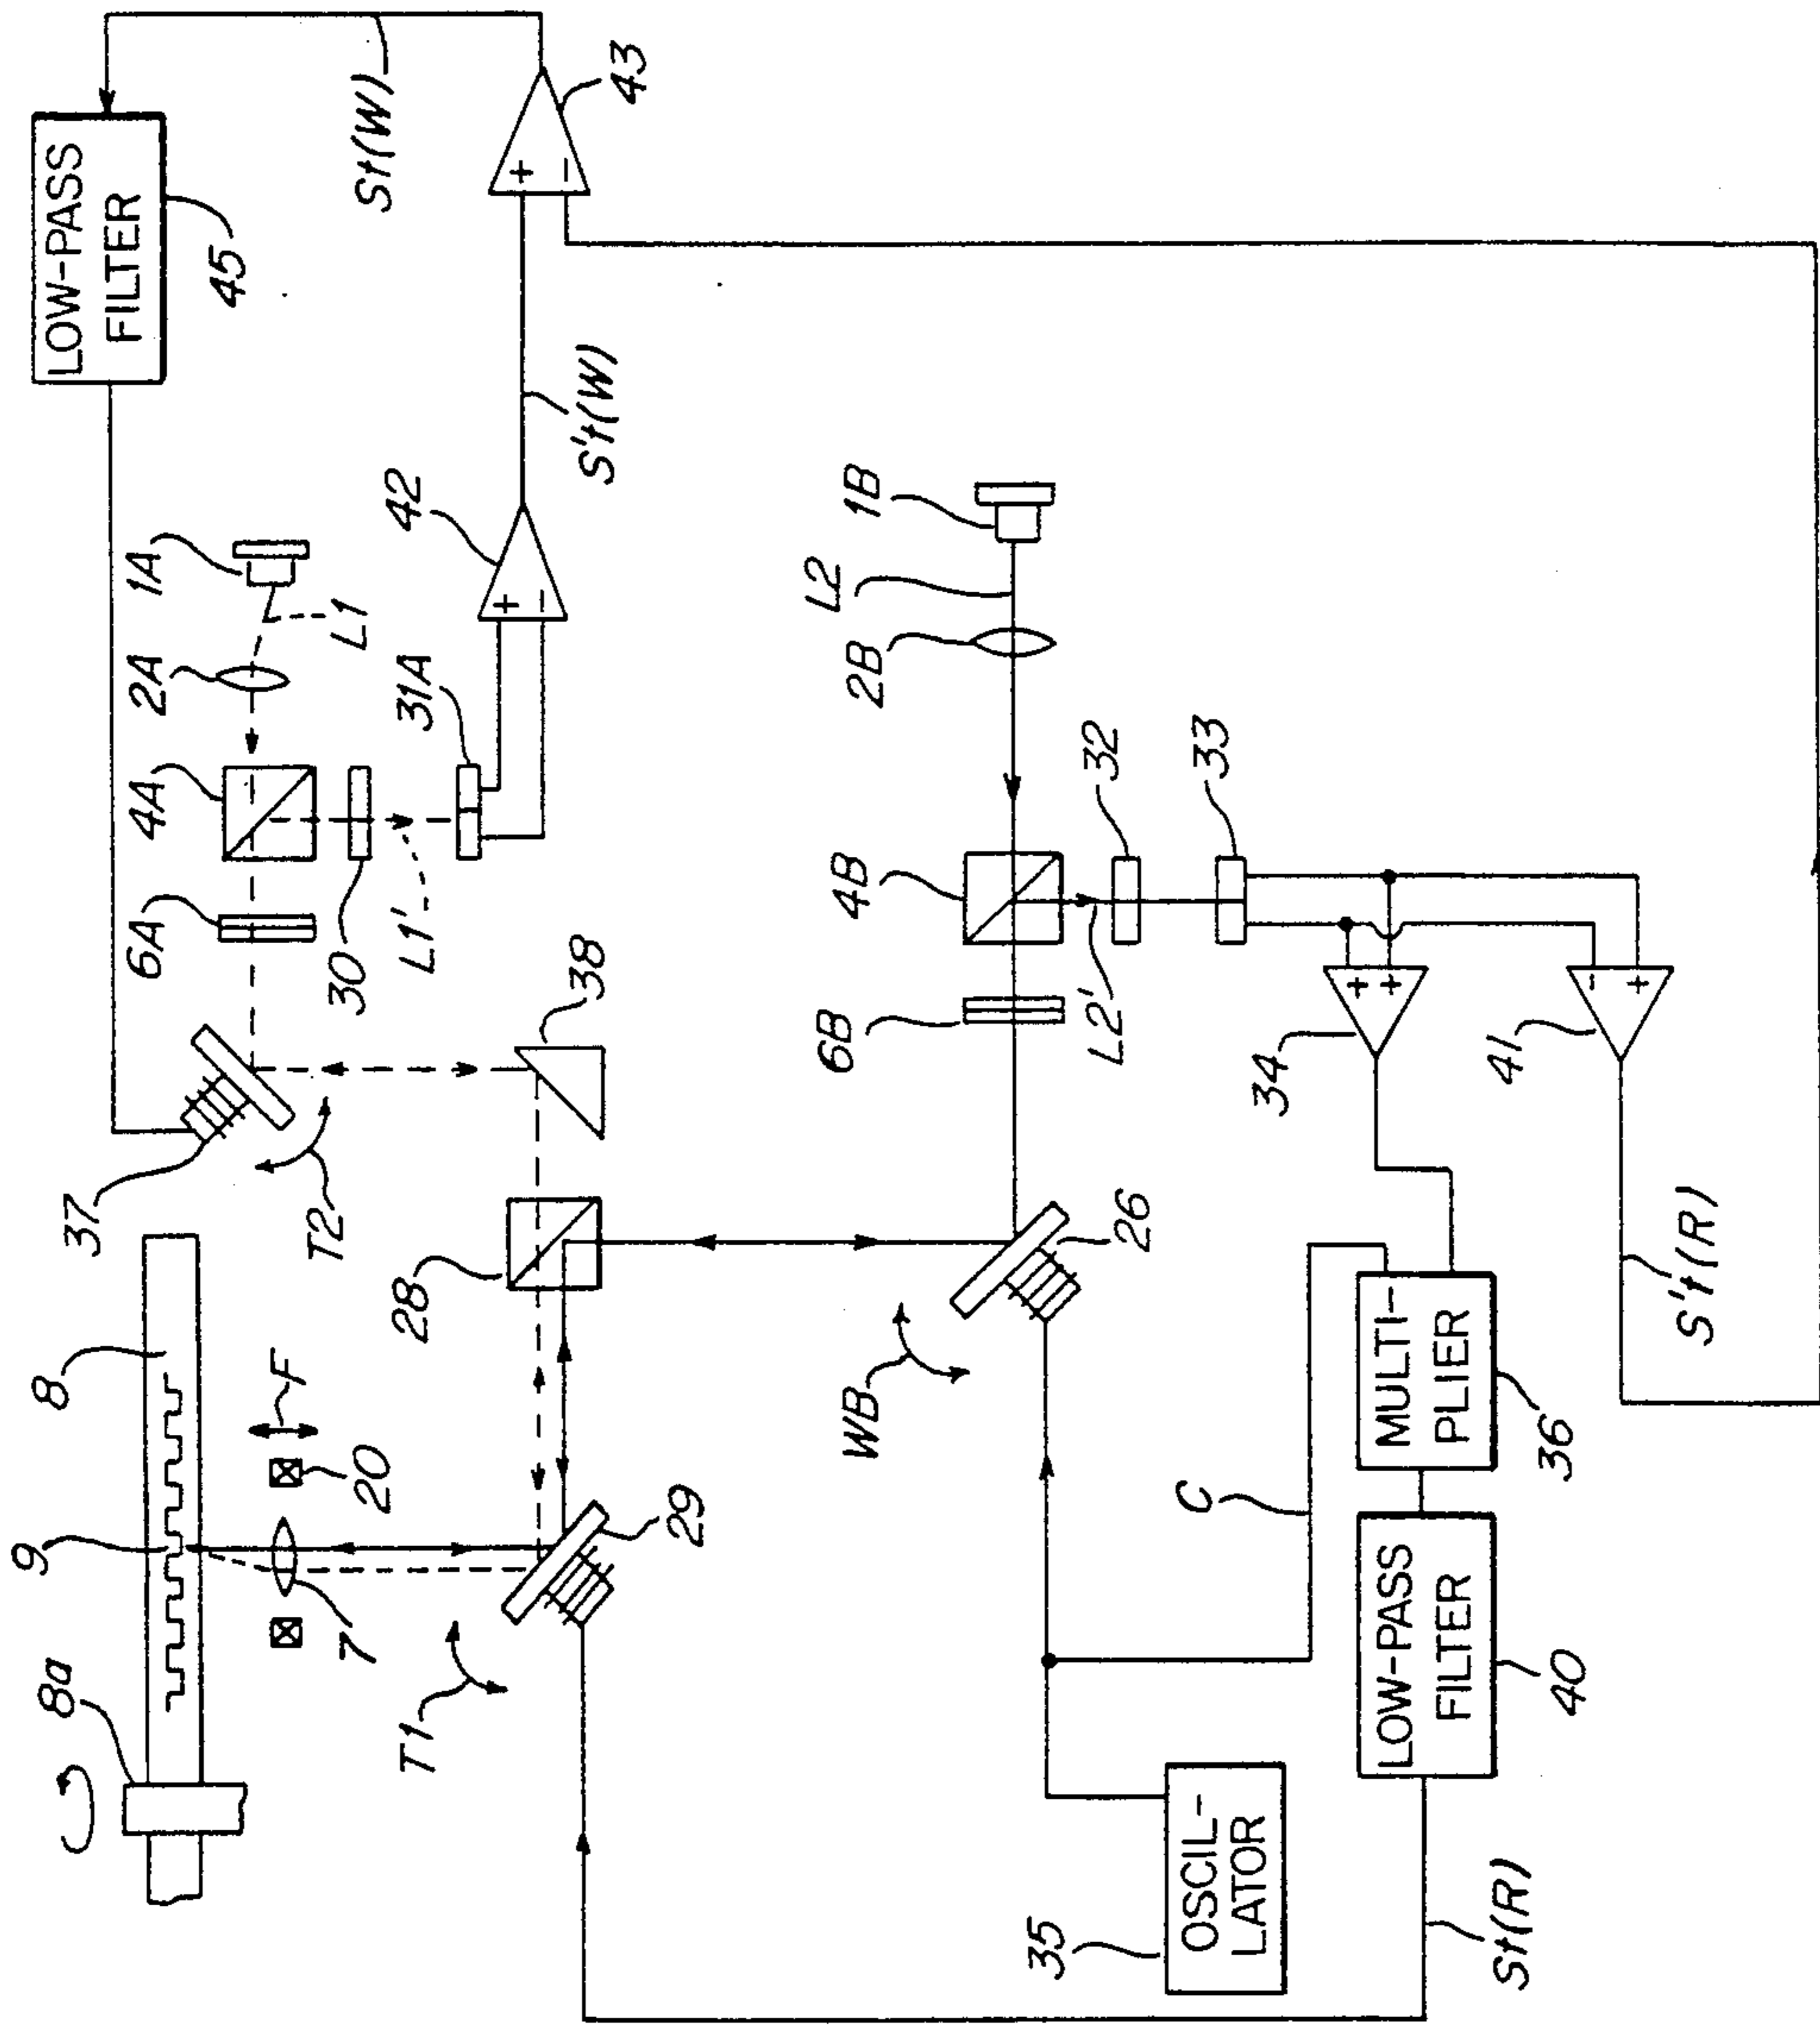 8a
9
8
37
T2
6A
4A
2A
1A
L1
LOW-PASS
FILTER
45
St(W)
43
+
−
S't(W)
42
+
−
31A
30
L1'
38
28
F
20
7
T1
29
WB
26
6B
4B
2B
L2
1B
32
33
L2'
34
+
+
41
-
+
S't(R)
C
MULTI-
PLIER
36
LOW-PASS
FILTER
40
OSCIL-
LATOR
35
St(R)